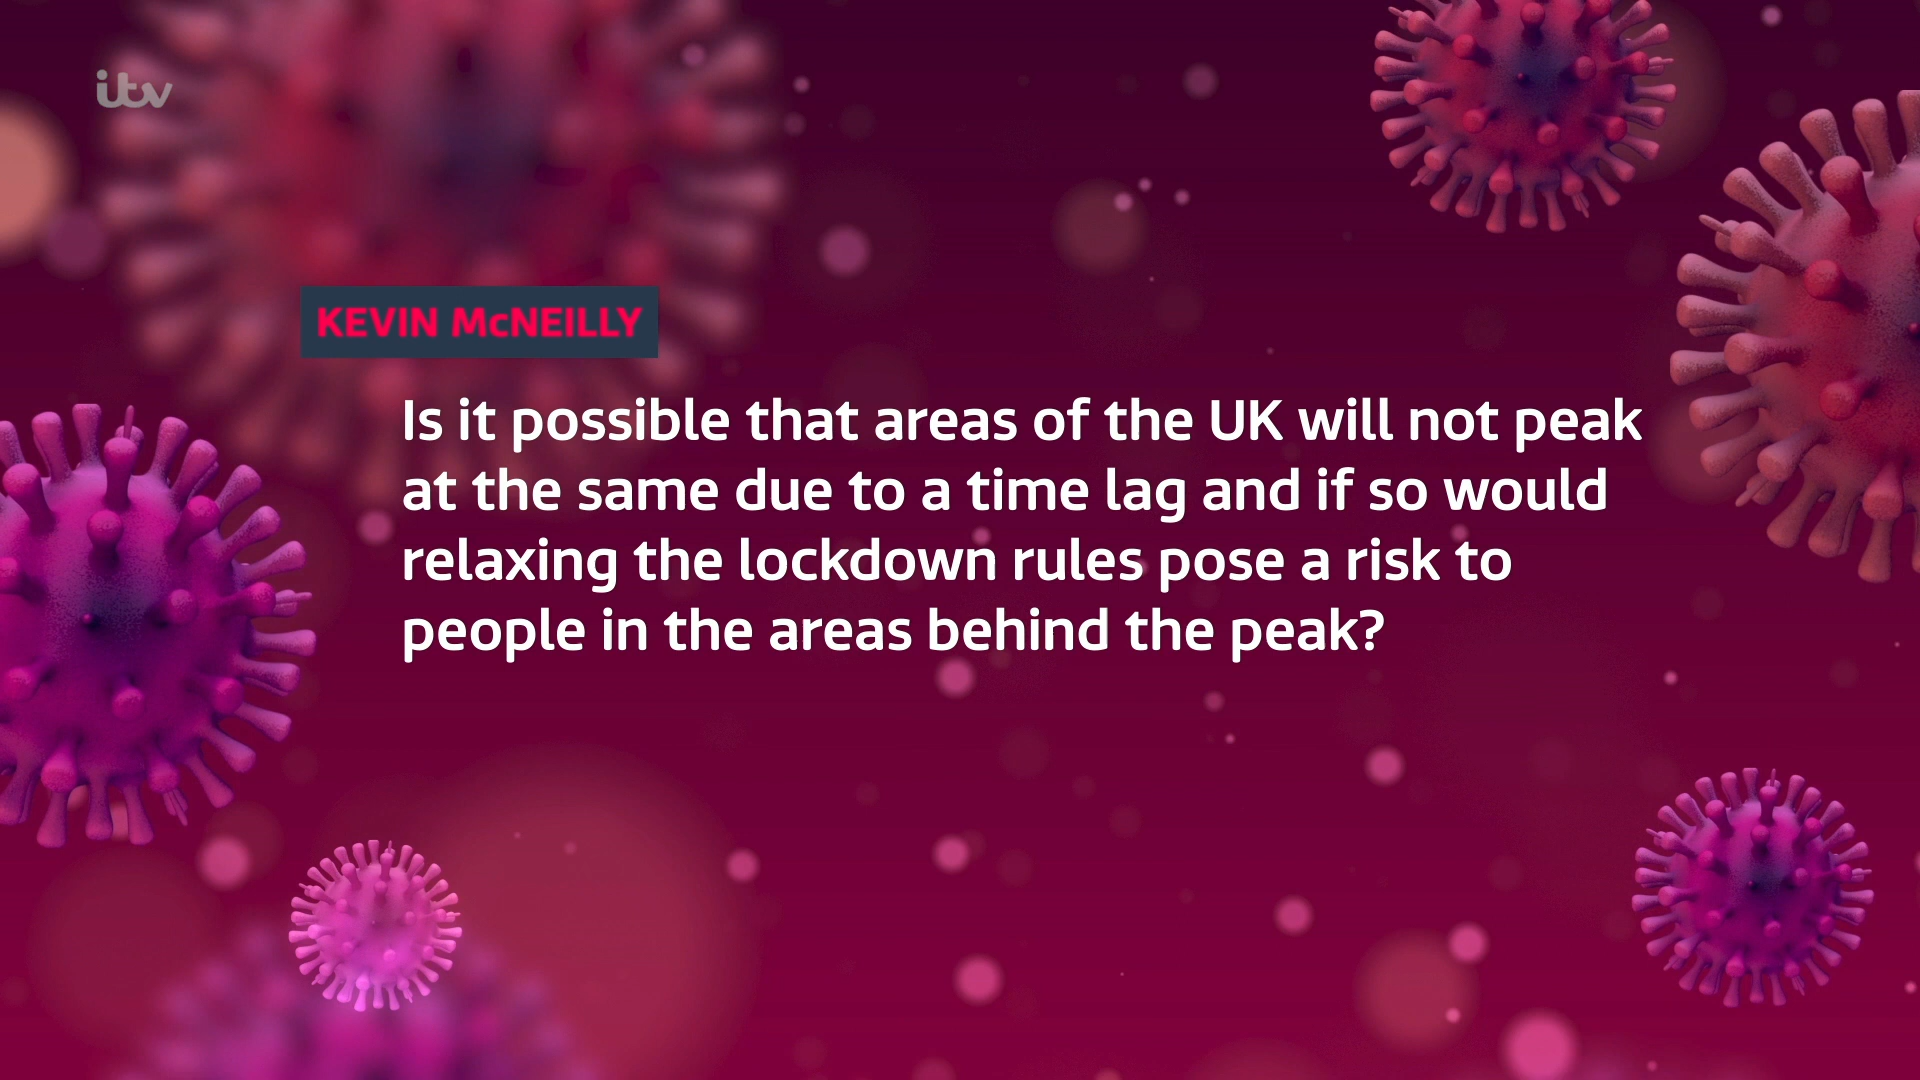 itv
KEVIN McNEILLY
Is it possible that areas of the UK will not peak
at the same due to a time lag and if so would
relaxing the lockdown rules pose a risk to
people in the areas behind the peak?